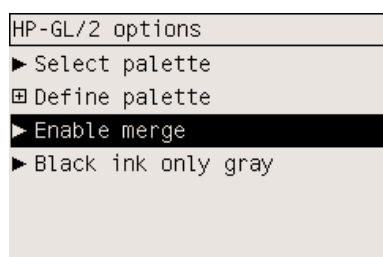 HP-GL/2 options
Select palette
Define palette
Enable merge
Black ink only gray